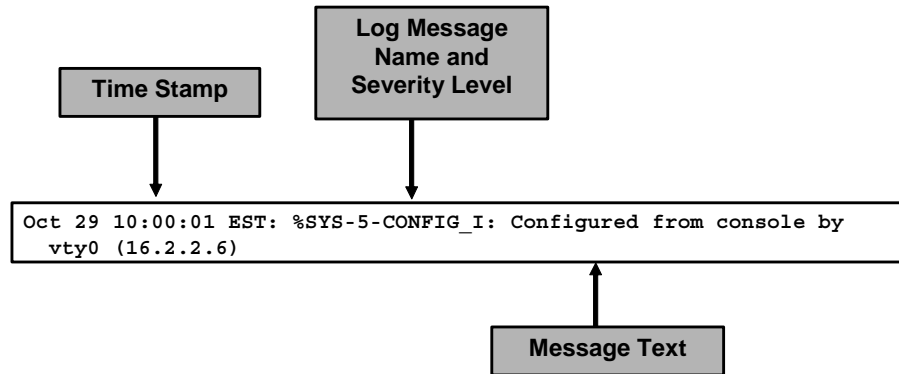 Log Message
Name and
Severity Level
Time Stamp
Oct 29 10:00:01 EST: %SYS-5-CONFIG_I: Configured from console by
vty0 (16.2.2.6)
Message Text